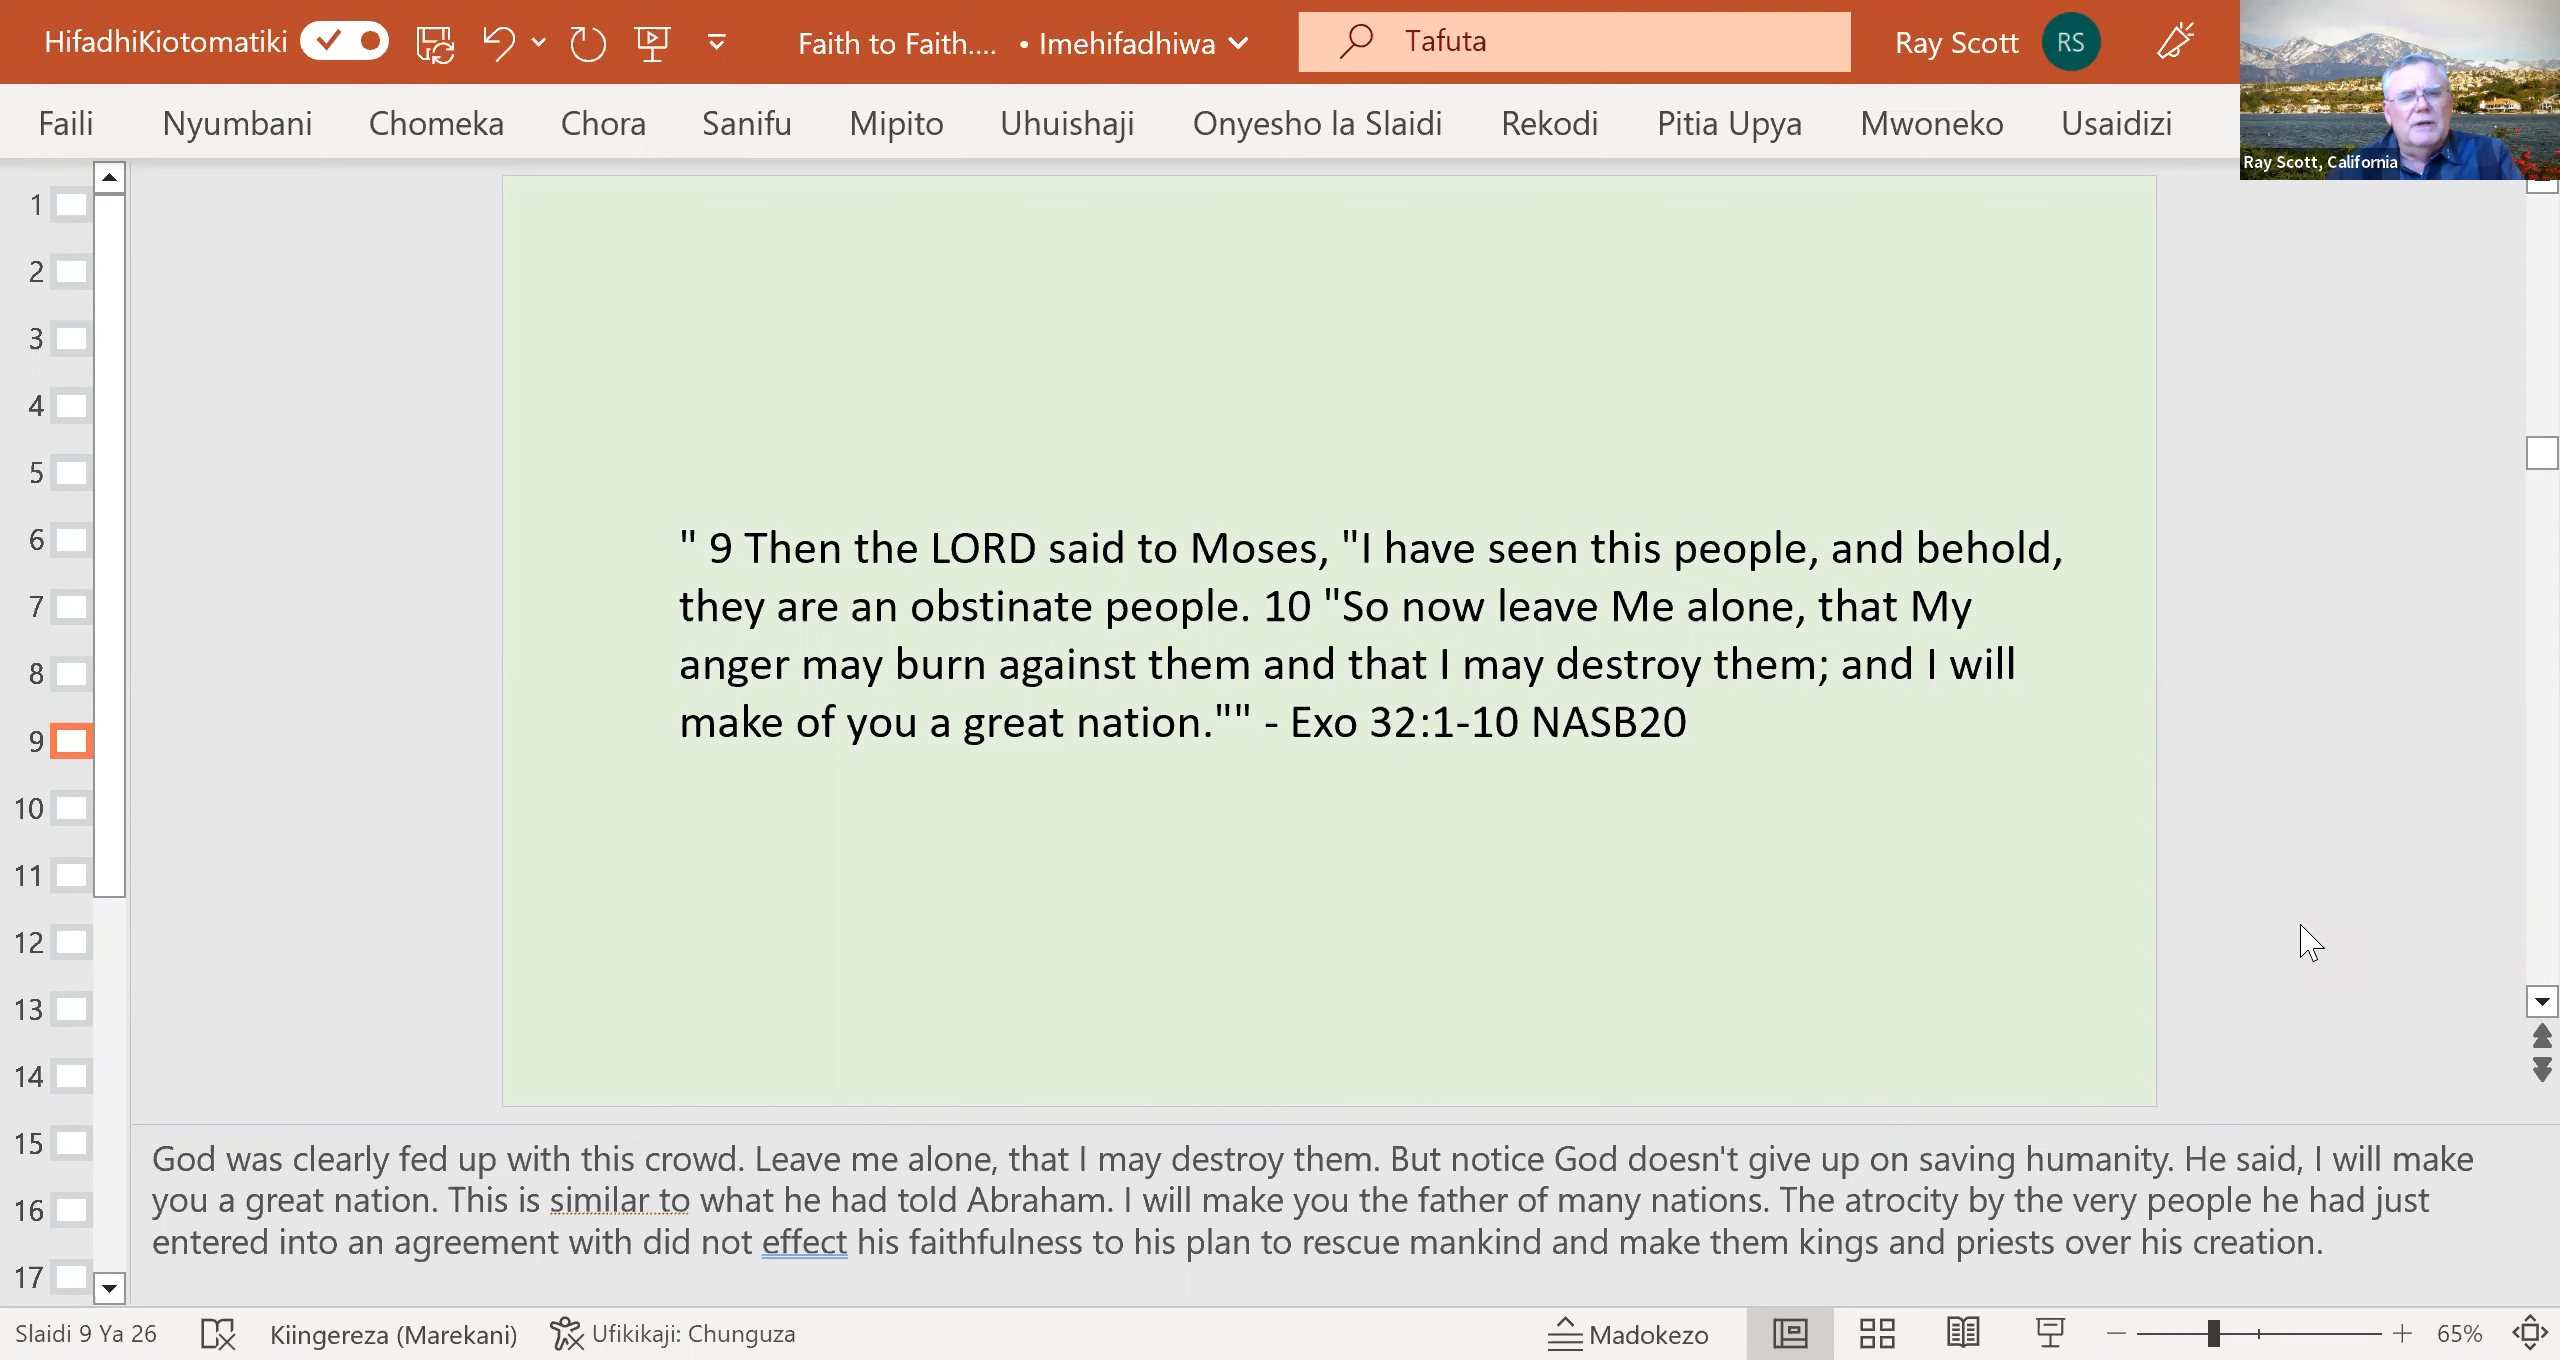 HifadhiKiotomatiki Faith to Faith.... • Imehifadhiwa Tafuta Ray Scott RS
Faili Nyumbani Chomeka Chora Sanifu Mipito Uhuishaji Onyesho la Slaidi Rekodi Pitia Upya Mwoneko Usaidizi
Ray Scott, California
1
2
3
4
5
6
7
8
9
10
11
12
13
14
15
16
17
" 9 Then the LORD said to Moses, "I have seen this people, and behold,
they are an obstinate people. 10 "So now leave Me alone, that My
anger may burn against them and that I may destroy them; and I will
make of you a great nation."" - Exo 32:1-10 NASB20
God was clearly fed up with this crowd. Leave me alone, that I may destroy them. But notice God doesn't give up on saving humanity. He said, I will make
you a great nation. This is similar to what he had told Abraham. I will make you the father of many nations. The atrocity by the very people he had just
entered into an agreement with did not effect his faithfulness to his plan to rescue mankind and make them kings and priests over his creation.
Slaidi 9 Ya 26 Kiingereza (Marekani) Ufikikaji: Chunguza Madokezo 65%